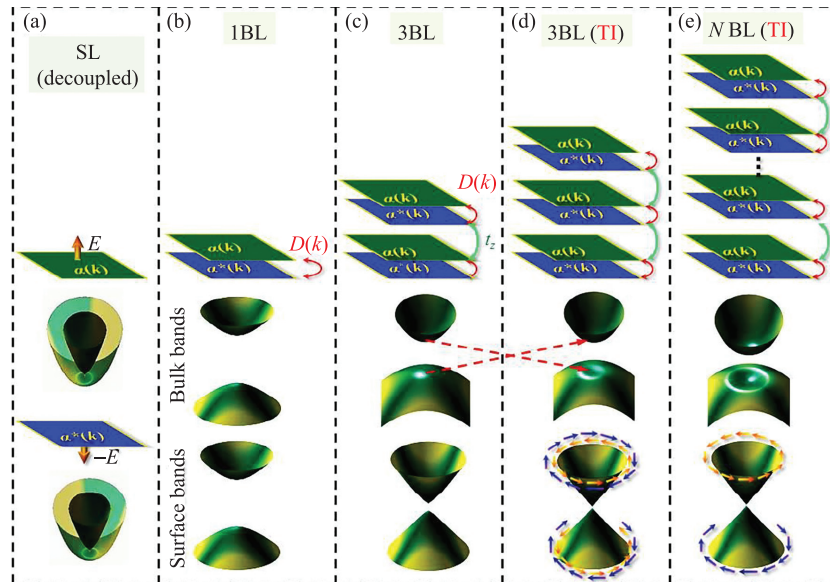 (a)
SL
(decoupled)
E
α(k)
α*(k)
−E
(b)
1BL
α(k)
α*(k)
D(k)
Bulk bands
Surface bands
(c)
3BL
D(k)
α(k)
α*(k)
t_z
α(k)
α*(k)
(d)
3BL (TI)
α(k)
α*(k)
α(k)
α*(k)
α(k)
α*(k)
(e)
N BL (TI)
α(k)
α*(k)
α(k)
α*(k)
α(k)
α*(k)
α(k)
α*(k)